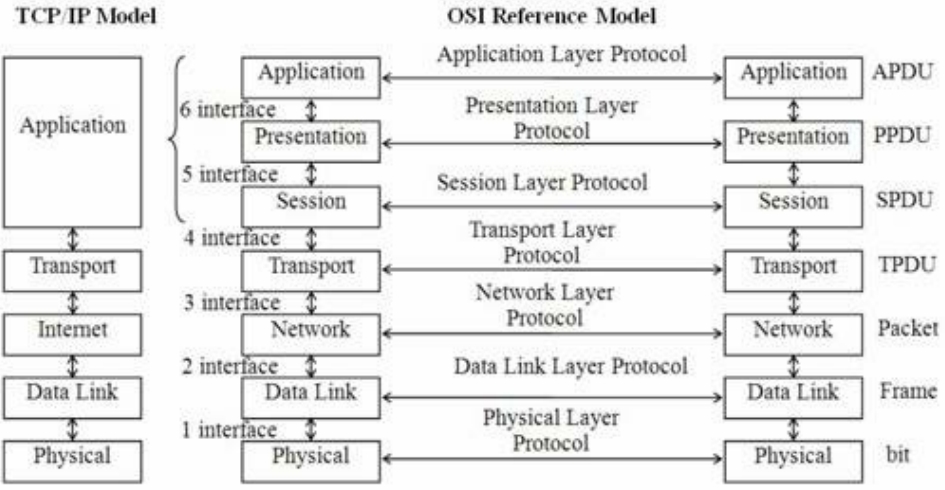 TCP/IP Model
OSI Reference Model
Application Layer Protocol
Application
Application
APDU
6 interface
Presentation Layer
Protocol
Application
Presentation
Presentation
PPDU
5 interface
Session Layer Protocol
Session
Session
SPDU
4 interface
Transport Layer
Protocol
Transport
Transport
Transport
TPDU
3 interface
Network Layer
Protocol
Internet
Network
Network
Packet
2 interface
Data Link Layer Protocol
Data Link
Data Link
Data Link
Frame
1 interface
Physical Layer
Protocol
Physical
Physical
Physical
bit